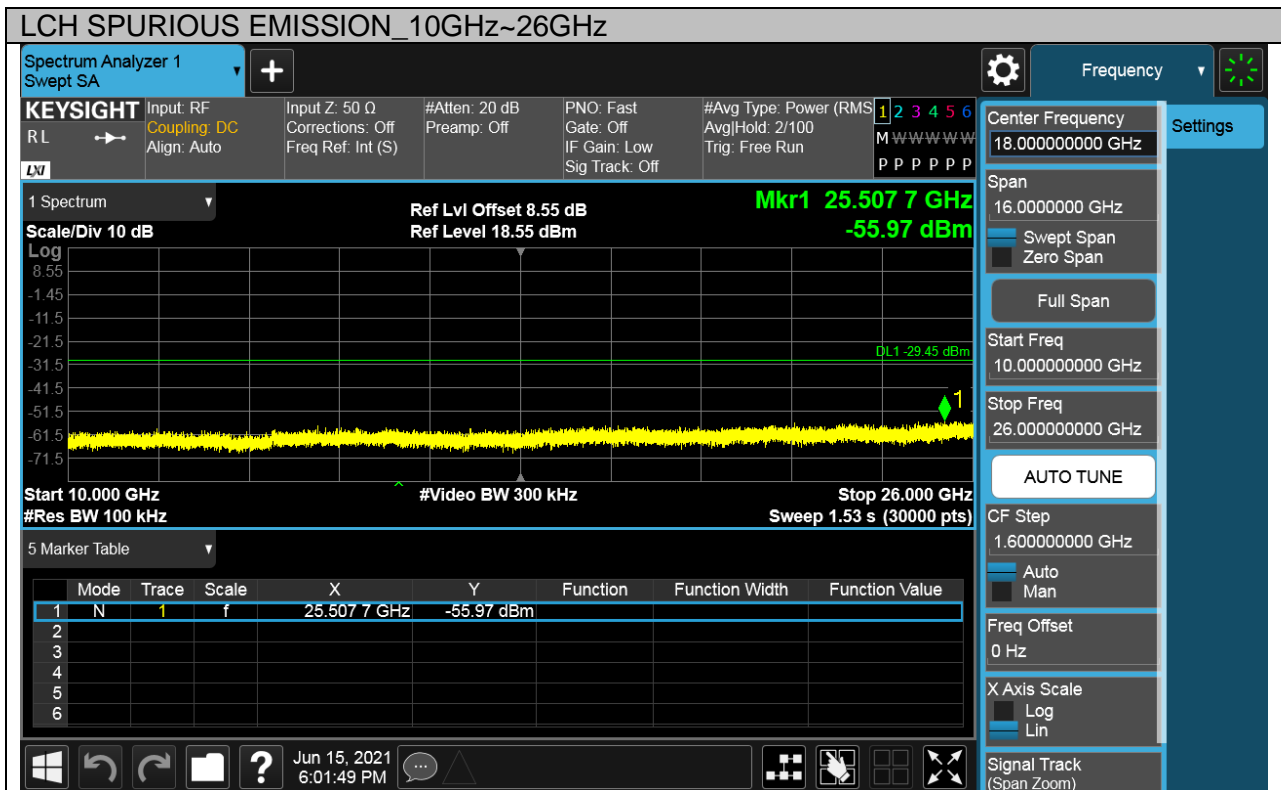 LCH SPURIOUS EMISSION_10GHz~26GHz
Spectrum Analyzer 1
Swept SA
Frequency
KEYSIGHT
RL
LXI
Input: RF
Coupling: DC
Align: Auto
Input Z: 50 Ω
Corrections: Off
Freq Ref: Int (S)
#Atten: 20 dB
Preamp: Off
PNO: Fast
Gate: Off
IF Gain: Low
Sig Track: Off
#Avg Type: Power (RMS
Avg|Hold: 2/100
Trig: Free Run
1 2 3 4 5 6
M W W W W W
P P P P P P
1 Spectrum
Scale/Div 10 dB
Ref Lvl Offset 8.55 dB
Ref Level 18.55 dBm
Mkr1 25.507 7 GHz
-55.97 dBm
Log
8.55
-1.45
-11.5
-21.5
-31.5
-41.5
-51.5
-61.5
-71.5
DL1 -29.45 dBm
1
Start 10.000 GHz
#Res BW 100 kHz
#Video BW 300 kHz
Stop 26.000 GHz
Sweep 1.53 s (30000 pts)
5 Marker Table
Mode Trace Scale X Y Function Function Width Function Value
1 N 1 f 25.507 7 GHz -55.97 dBm
2
3
4
5
6
Jun 15, 2021
6:01:49 PM
Center Frequency
18.000000000 GHz
Settings
Span
16.0000000 GHz
Swept Span
Zero Span
Full Span
Start Freq
10.000000000 GHz
Stop Freq
26.000000000 GHz
AUTO TUNE
CF Step
1.600000000 GHz
Auto
Man
Freq Offset
0 Hz
X Axis Scale
Log
Lin
Signal Track
(Span Zoom)